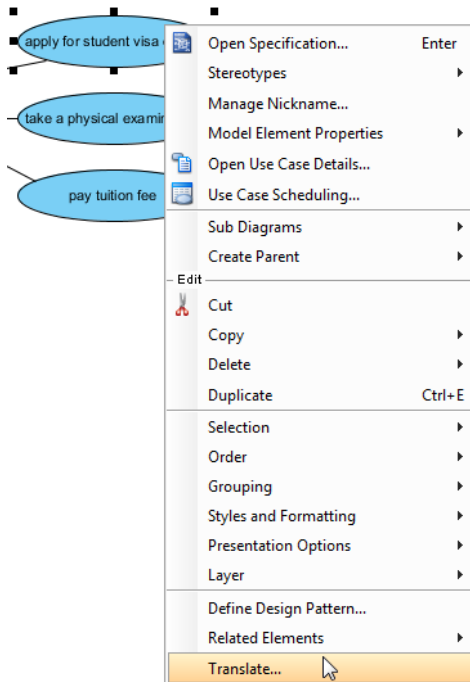 apply for student visa
Open Specification... Enter
Stereotypes
Manage Nickname...
take a physical
Model Element Properties
Open Use Case Details...
pay tuition fee
Use Case Scheduling...
Sub Diagrams
Create Parent
Edit
Cut
Copy
Delete
Duplicate Ctrl+E
Selection
Order
Grouping
Styles and Formatting
Presentation Options
Layer
Define Design Pattern...
Related Elements
Translate...